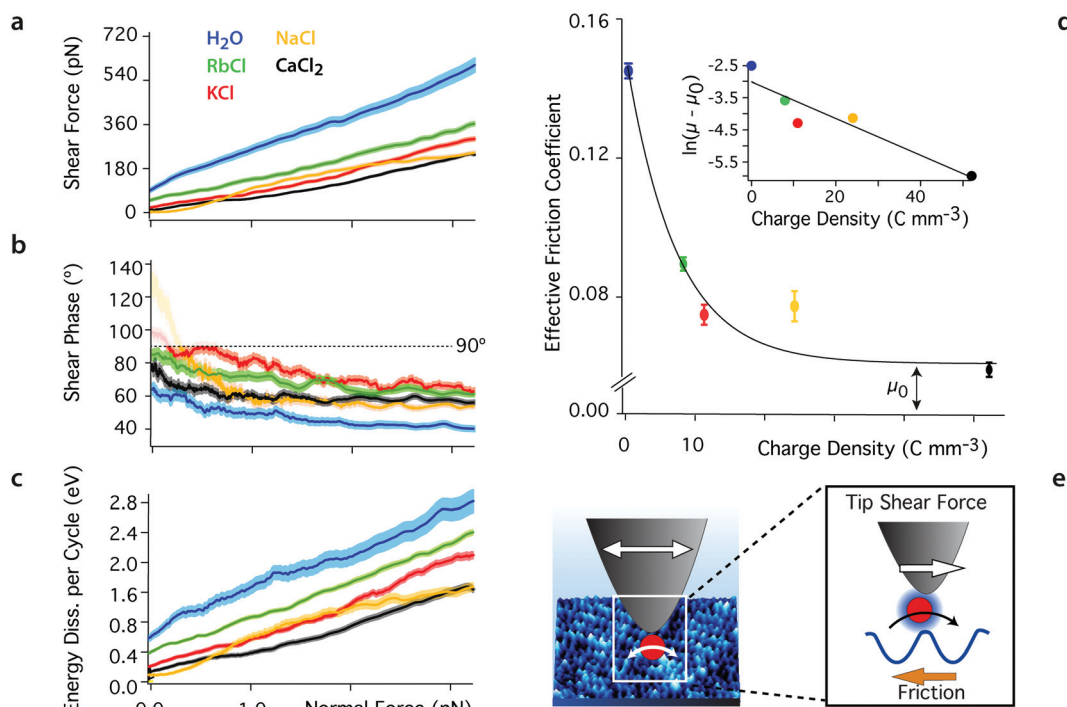 a
Shear Force (pN)
720
540
360
180
0
H₂O
NaCl
RbCl
CaCl₂
KCl
b
Shear Phase (°)
140
120
100
80
60
40
90°
c
Energy Diss. per Cycle (eV)
2.8
2.4
2.0
1.6
0.8
0.4
0.0
0.0
1.0
Normal Force (nN)
d
Effective Friction Coefficient
0.16
0.12
0.08
0.00
0
10
Charge Density (C mm⁻³)
μ₀
ln(μ - μ₀)
-2.5
-3.5
-4.5
-5.5
0
20
40
Charge Density (C mm⁻³)
e
Tip Shear Force
Friction